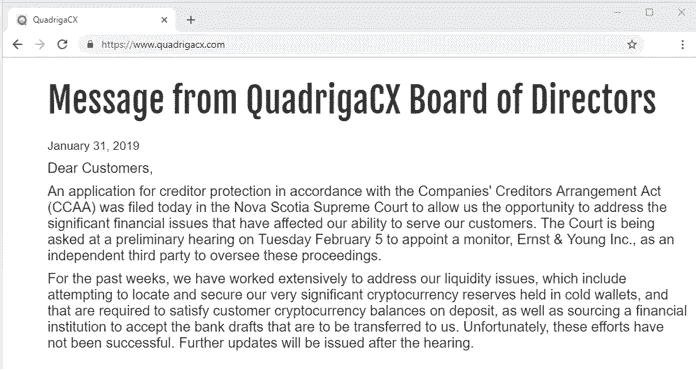 QuadrigaCX
https://www.quadrigacx.com
Message from QuadrigaCX Board of Directors
January 31, 2019
Dear Customers,
An application for creditor protection in accordance with the Companies' Creditors Arrangement Act
(CCAA) was filed today in the Nova Scotia Supreme Court to allow us the opportunity to address the
significant financial issues that have affected our ability to serve our customers. The Court is being
asked at a preliminary hearing on Tuesday February 5 to appoint a monitor, Ernst & Young Inc., as an
independent third party to oversee these proceedings.
For the past weeks, we have worked extensively to address our liquidity issues, which include
attempting to locate and secure our very significant cryptocurrency reserves held in cold wallets, and
that are required to satisfy customer cryptocurrency balances on deposit, as well as sourcing a financial
institution to accept the bank drafts that are to be transferred to us. Unfortunately, these efforts have
not been successful. Further updates will be issued after the hearing.